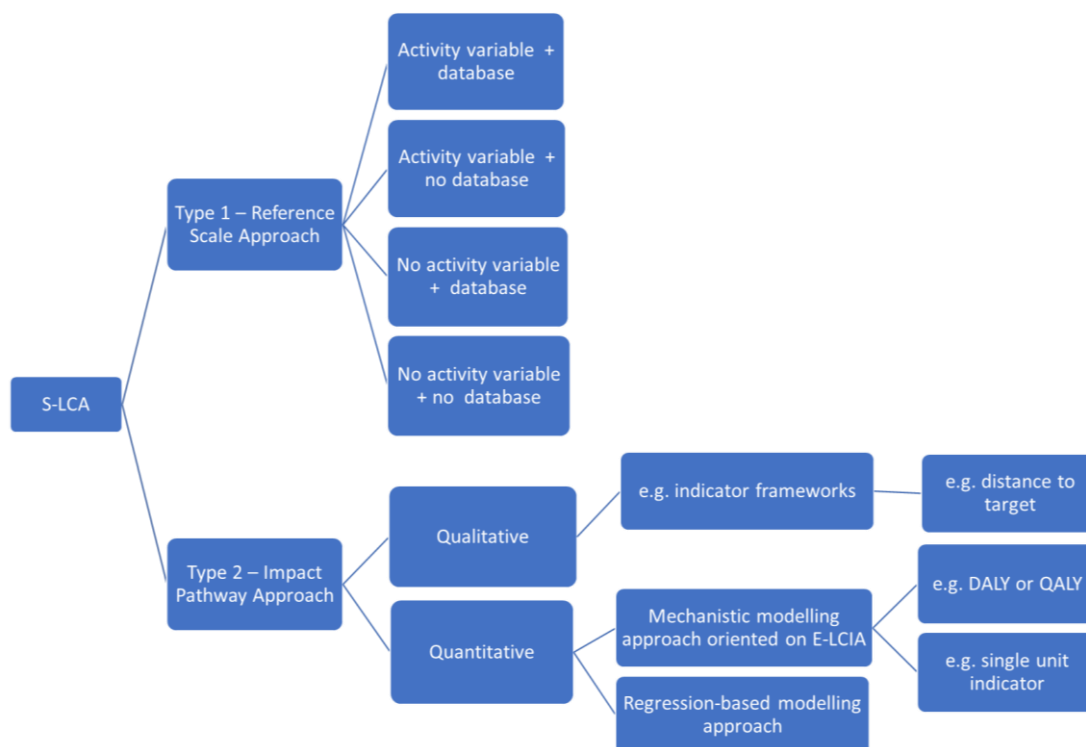 Activity variable +
database
Activity variable +
no database
Type 1 – Reference
Scale Approach
No activity variable
+ database
No activity variable
+ no database
S-LCA
e.g. indicator frameworks
e.g. distance to
target
Qualitative
Type 2 – Impact
Pathway Approach
e.g. DALY or QALY
Mechanistic modelling
approach oriented on E-LCIA
Quantitative
e.g. single unit
indicator
Regression-based modelling
approach